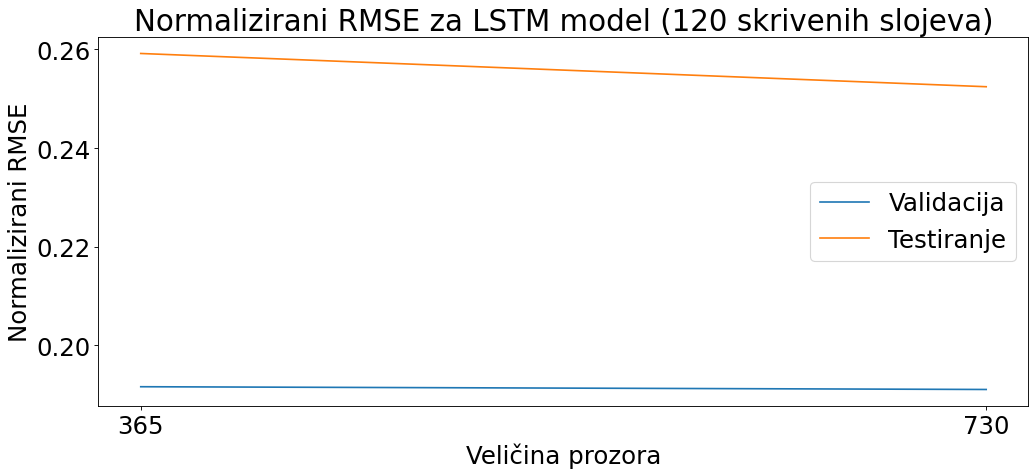 Normalizirani RMSE za LSTM model (120 skrivenih slojeva)
Normalizirani RMSE
0.26
0.24
0.22
0.20
Validacija
Testiranje
365
730
Veličina prozora